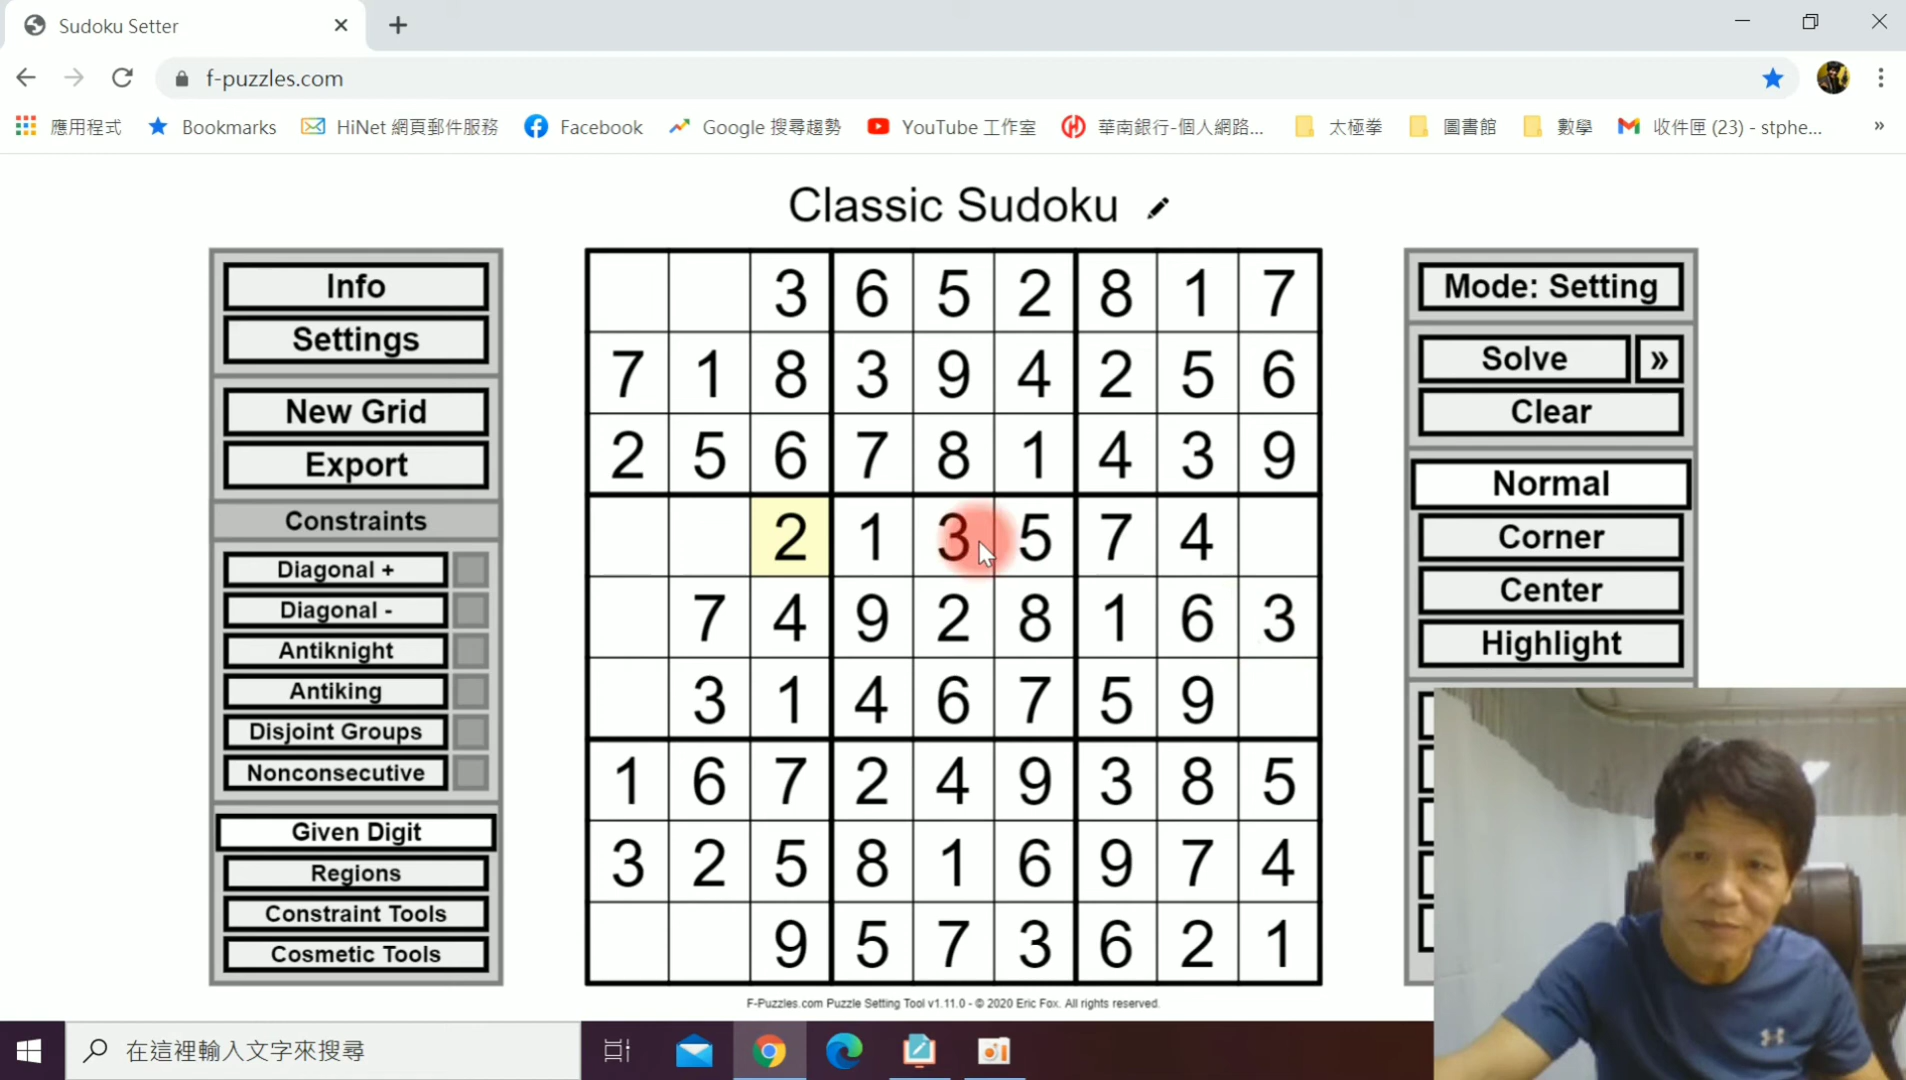 Sudoku Setter
f-puzzles.com
應用程式 Bookmarks HiNet 網頁郵件服務 Facebook Google 搜尋趨勢 YouTube 工作室 華南銀行-個人網路... 太極拳 圖書館 數學 收件匣 (23) - stphe... »
Classic Sudoku
Info
Settings
New Grid
Export
Constraints
Diagonal +
Diagonal -
Antiknight
Antiking
Disjoint Groups
Nonconsecutive
Given Digit
Regions
Constraint Tools
Cosmetic Tools
3 6 5 2 8 1 7
7 1 8 3 9 4 2 5 6
2 5 6 7 8 1 4 3 9
2 1 3 5 7 4
7 4 9 2 8 1 6 3
3 1 4 6 7 5 9
1 6 7 2 4 9 3 8 5
3 2 5 8 1 6 9 7 4
9 5 7 3 6 2 1
Mode: Setting
Solve »
Clear
Normal
Corner
Center
Highlight
F-Puzzles.com Puzzle Setting Tool v1.11.0 - © 2020 Eric Fox. All rights reserved.
在這裡輸入文字來搜尋